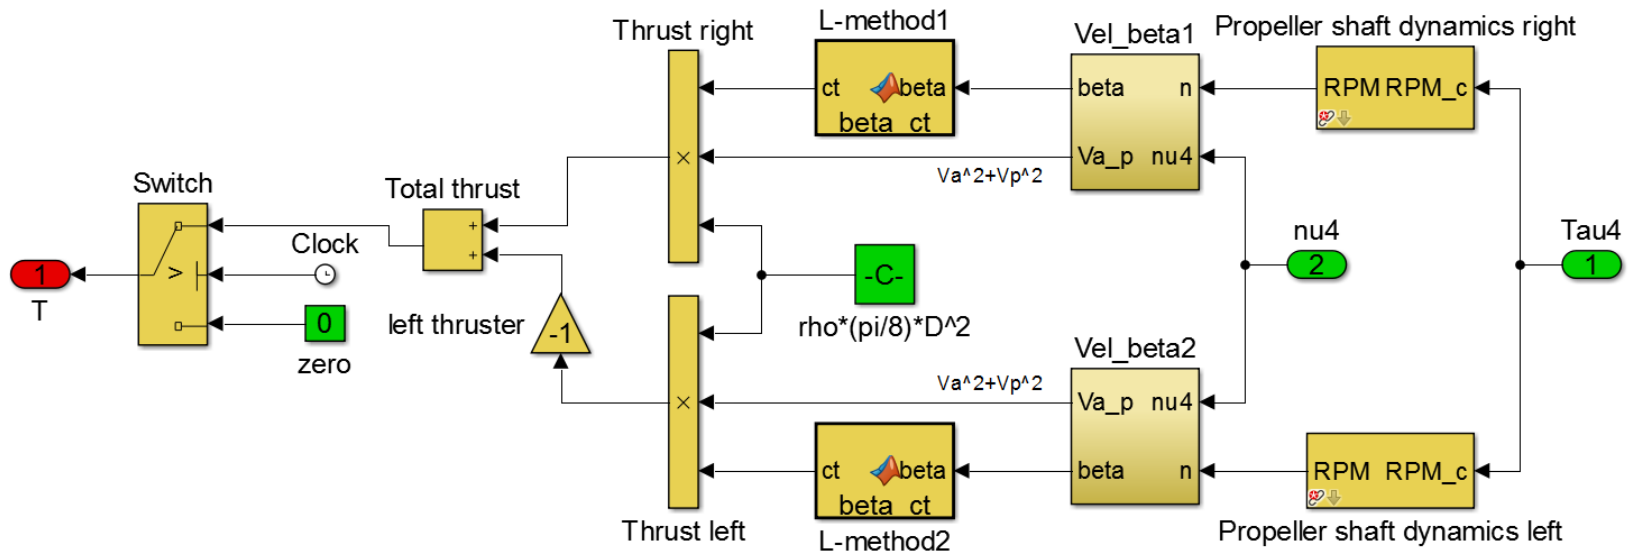 Thrust right
L-method1
ct
beta
beta_ct
Vel_beta1
beta
n
Va_p
nu4
Propeller shaft dynamics right
RPM
RPM_c
×
Va^2+Vp^2
Switch
>
Total thrust
+
+
Clock
1
T
0
zero
left thruster
-1
-C-
rho*(pi/8)*D^2
nu4
2
Tau4
1
×
Va^2+Vp^2
Vel_beta2
Va_p
nu4
beta
n
ct
beta
beta_ct
RPM
RPM_c
Thrust left
L-method2
Propeller shaft dynamics left